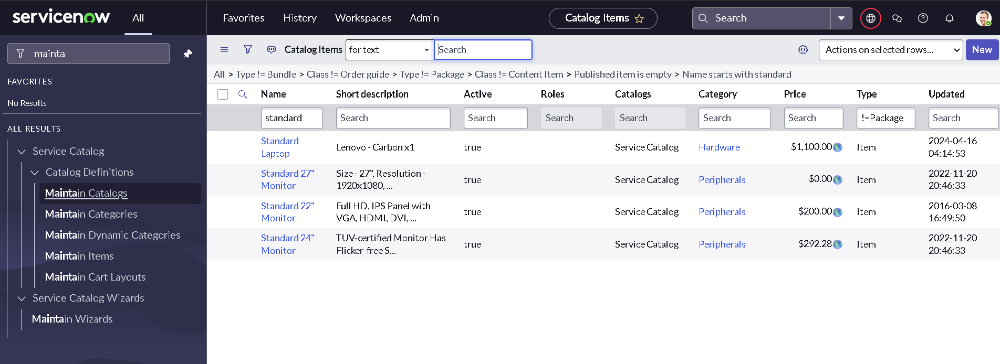 servicenow All Favorites History Workspaces Admin Catalog Items Search
mainta
Catalog Items for text Search Actions on selected rows... New
All > Type != Bundle > Class != Order guide > Type != Package > Class != Content Item > Published item is empty > Name starts with standard
FAVORITES
No Results
ALL RESULTS
Service Catalog
Catalog Definitions
Maintain Catalogs
Maintain Categories
Maintain Dynamic Categories
Maintain Items
Maintain Cart Layouts
Service Catalog Wizards
Maintain Wizards
Name Short description Active Roles Catalogs Category Price Type Updated
standard Search Search Search Search Search Search !=Package Search
Standard Laptop Lenovo - Carbon x1 true Service Catalog Hardware $1,100.00 Item 2024-04-16 04:14:53
Standard 27" Monitor Size - 27", Resolution - 1920x1080, ... true Service Catalog Peripherals $0.00 Item 2022-11-20 20:46:33
Standard 22" Monitor Full HD, IPS Panel with VGA, HDMI, DVI, ... true Service Catalog Peripherals $200.00 Item 2016-03-08 16:49:50
Standard 24" Monitor TUV-certified Monitor Has Flicker-free S... true Service Catalog Peripherals $292.28 Item 2022-11-20 20:46:33